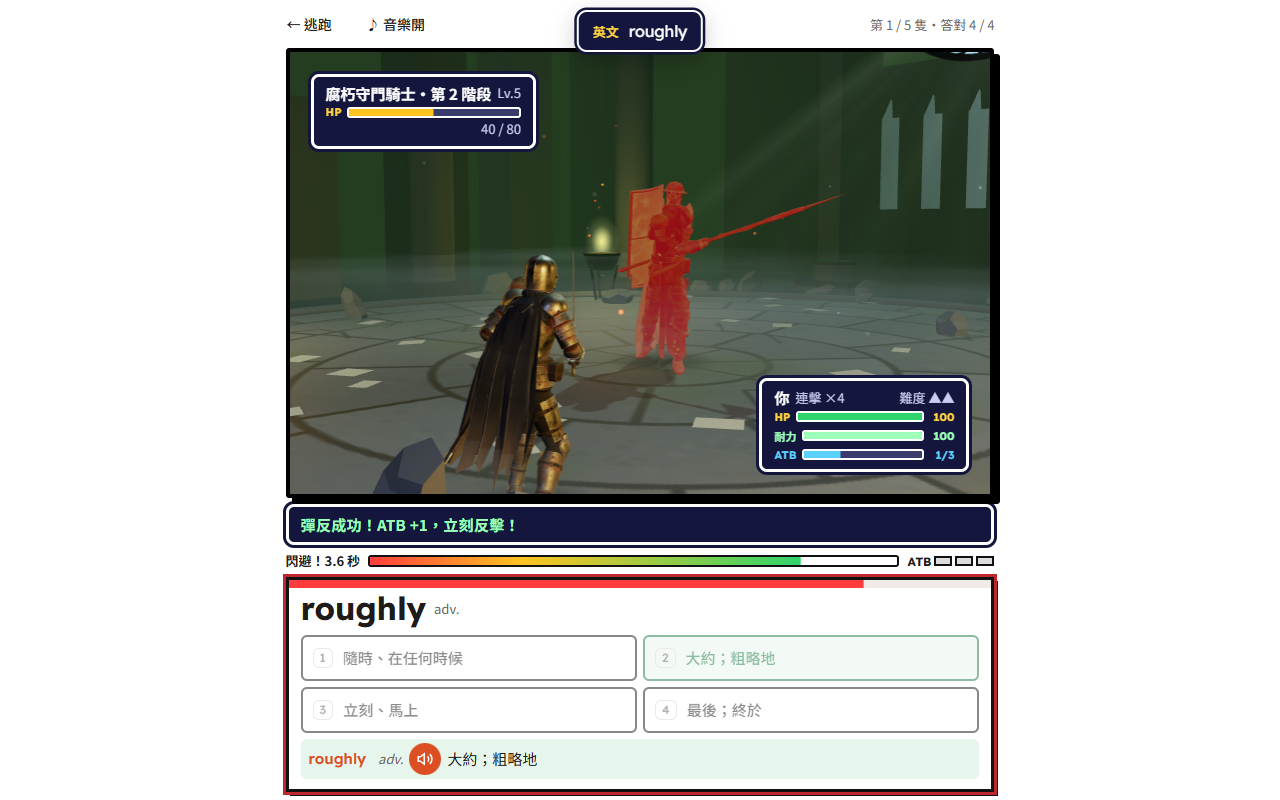 ← 逃跑
♪ 音樂開
英文 roughly
第 1 / 5 隻・答對 4 / 4
腐朽守門騎士・第 2 階段 Lv.5
HP
40 / 80
你 連擊 ×4 難度 ▲▲
HP 100
耐力 100
ATB 1/3
彈反成功！ATB +1，立刻反擊！
閃避！3.6 秒 ATB
roughly adv.
1 隨時、在任何時候
2 大約；粗略地
3 立刻、馬上
4 最後；終於
roughly adv. 大約；粗略地